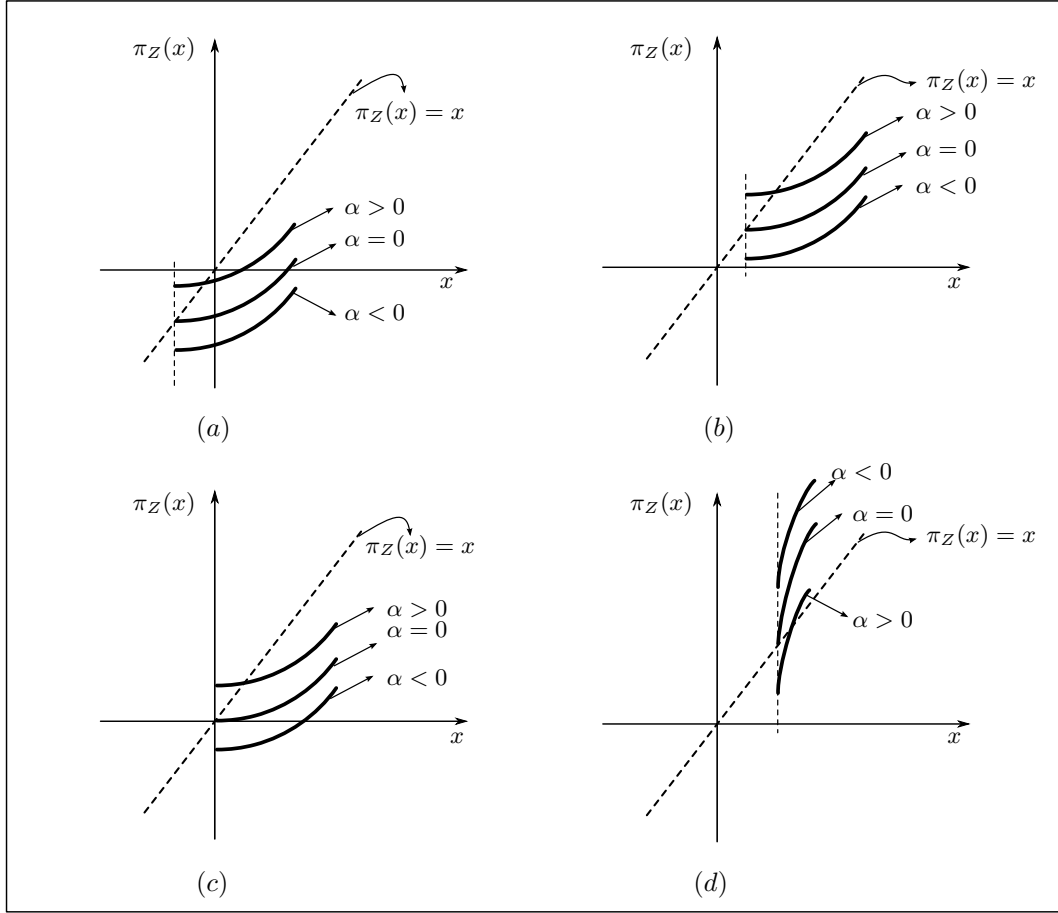 π_Z(x)
π_Z(x) = x
α > 0
α = 0
x
α < 0
(a)
π_Z(x)
π_Z(x) = x
α > 0
α = 0
α < 0
x
(b)
π_Z(x)
π_Z(x) = x
α > 0
α = 0
α < 0
x
(c)
α < 0
π_Z(x)
α = 0
π_Z(x) = x
α > 0
x
(d)